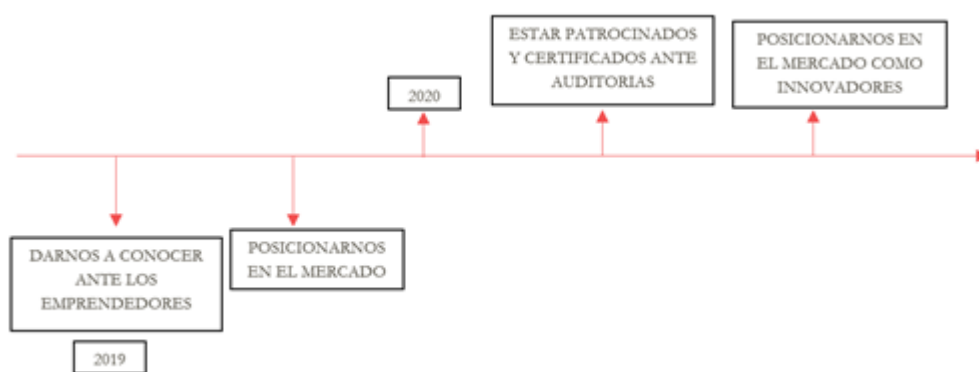 ESTAR PATROCINADOS
Y CERTIFICADOS ANTE
AUDITORIAS
POSICIONARNOS EN
EL MERCADO COMO
INNOVADORES
2020
DARNOS A CONOCER
ANTE LOS
EMPRENDEDORES
POSICIONARNOS
EN EL MERCADO
2019